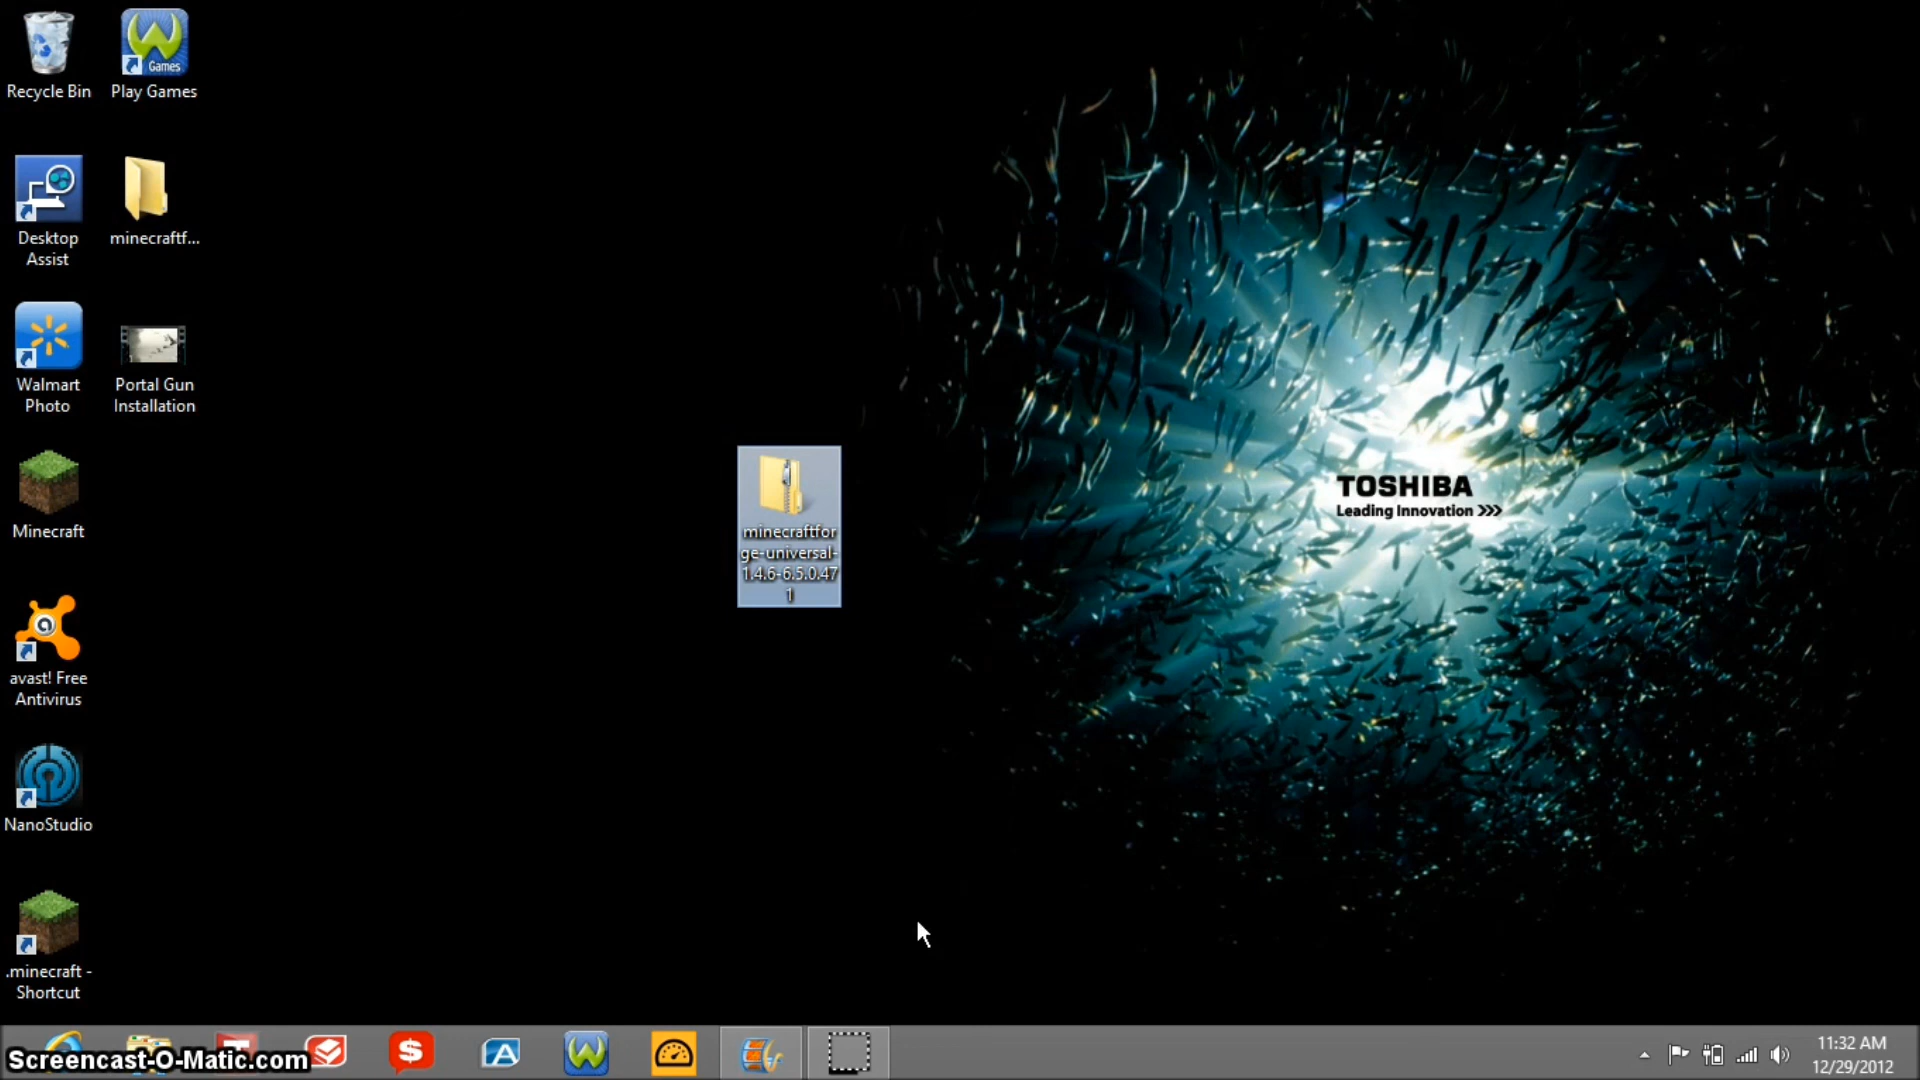 Recycle Bin
Games
Play Games
Desktop
Assist
minecraftf...
Walmart
Photo
Portal Gun
Installation
Minecraft
minecraftfor
ge-universal-
1.4.6-6.5.0.47
1
TOSHIBA
Leading Innovation >>>
avast! Free
Antivirus
NanoStudio
.minecraft -
Shortcut
Screencast-O-Matic.com
11:32 AM
12/29/2012